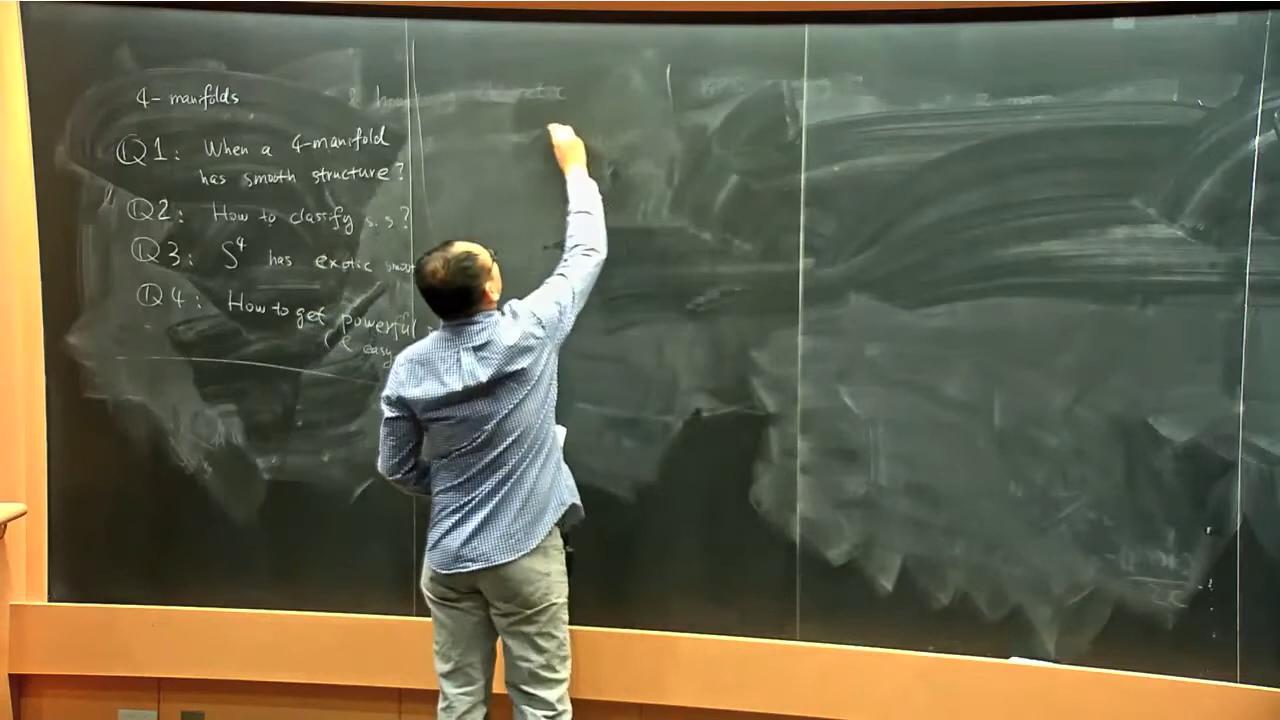 4-manifolds
Q1: When a 4-manifold
has smooth structure?
Q2: How to classify s.s?
Q3: S⁴ has exotic smoot
Q4: How to get powerful
(& easy